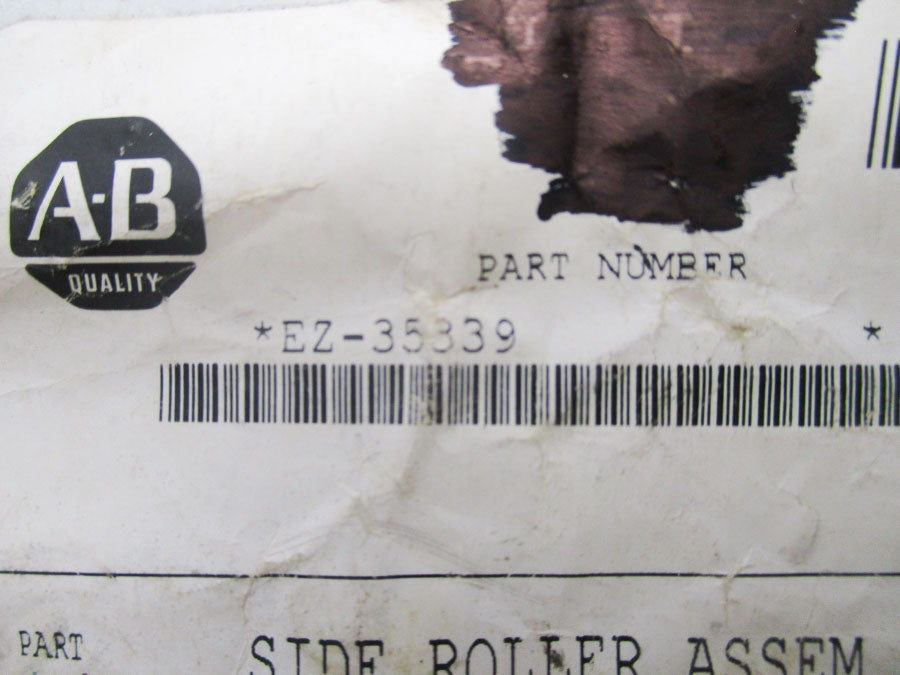 A-B
QUALITY
PART NUMBER
*EZ-35339 *
PART
SIDE ROLLER ASSEM